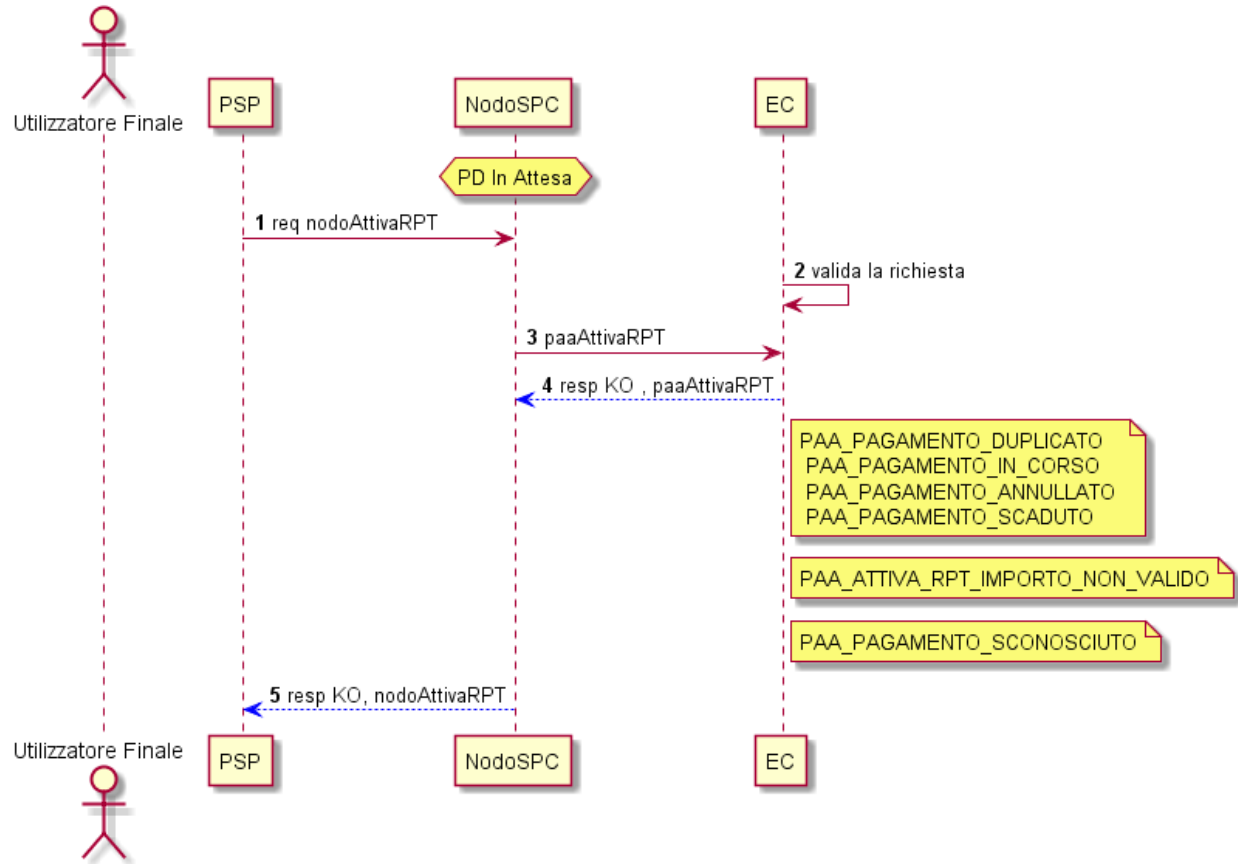 Utilizzatore Finale
PSP
NodoSPC
EC
PD In Attesa
1 req nodoAttivaRPT
2 valida la richiesta
3 paaAttivaRPT
4 resp KO , paaAttivaRPT
PAA_PAGAMENTO_DUPLICATO
PAA_PAGAMENTO_IN_CORSO
PAA_PAGAMENTO_ANNULLATO
PAA_PAGAMENTO_SCADUTO
PAA_ATTIVA_RPT_IMPORTO_NON_VALIDO
PAA_PAGAMENTO_SCONOSCIUTO
5 resp KO, nodoAttivaRPT
Utilizzatore Finale
PSP
NodoSPC
EC